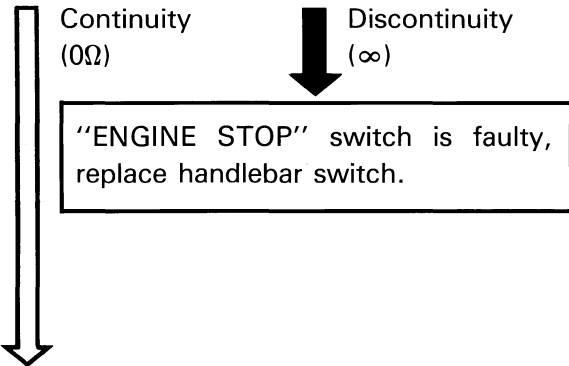 Continuity
(0Ω)
Discontinuity
(∞)
"ENGINE STOP" switch is faulty,
replace handlebar switch.